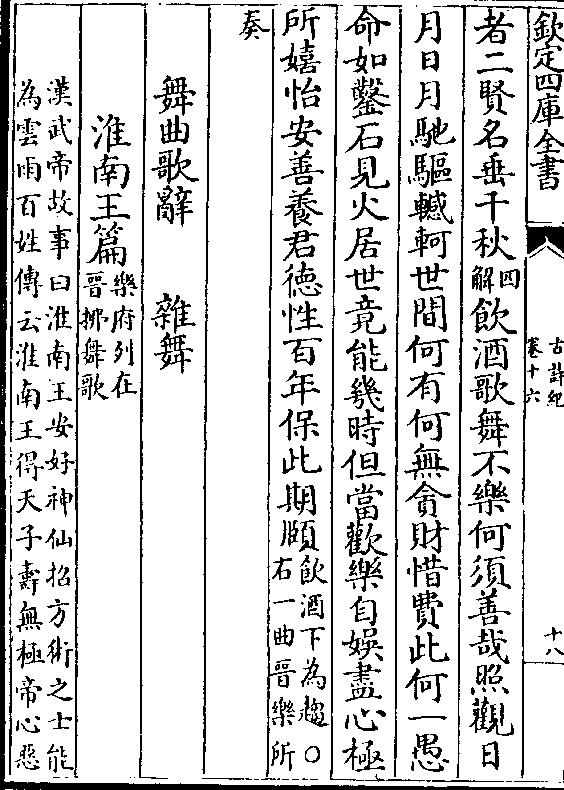 欽定四庫全書
古詩紀
卷十六
十八
者二賢名垂千秋四解飲酒歌舞不樂何須善哉照觀日
月日月馳驅轗軻世間何有何無貪財惜費此何一愚
命如鑿石見火居世竟能幾時但當歡樂自娛盡心極
所嬉怡安善養君德性百年保此期頤飲酒下為趨〇
右一曲晉樂所
奏
舞曲歌辭 雜舞
淮南王篇樂府列在
晉拂舞歌
漢武帝故事曰淮南王安好神仙招方術之士能
為雲雨百姓傳云淮南王得天子壽無極帝心惡